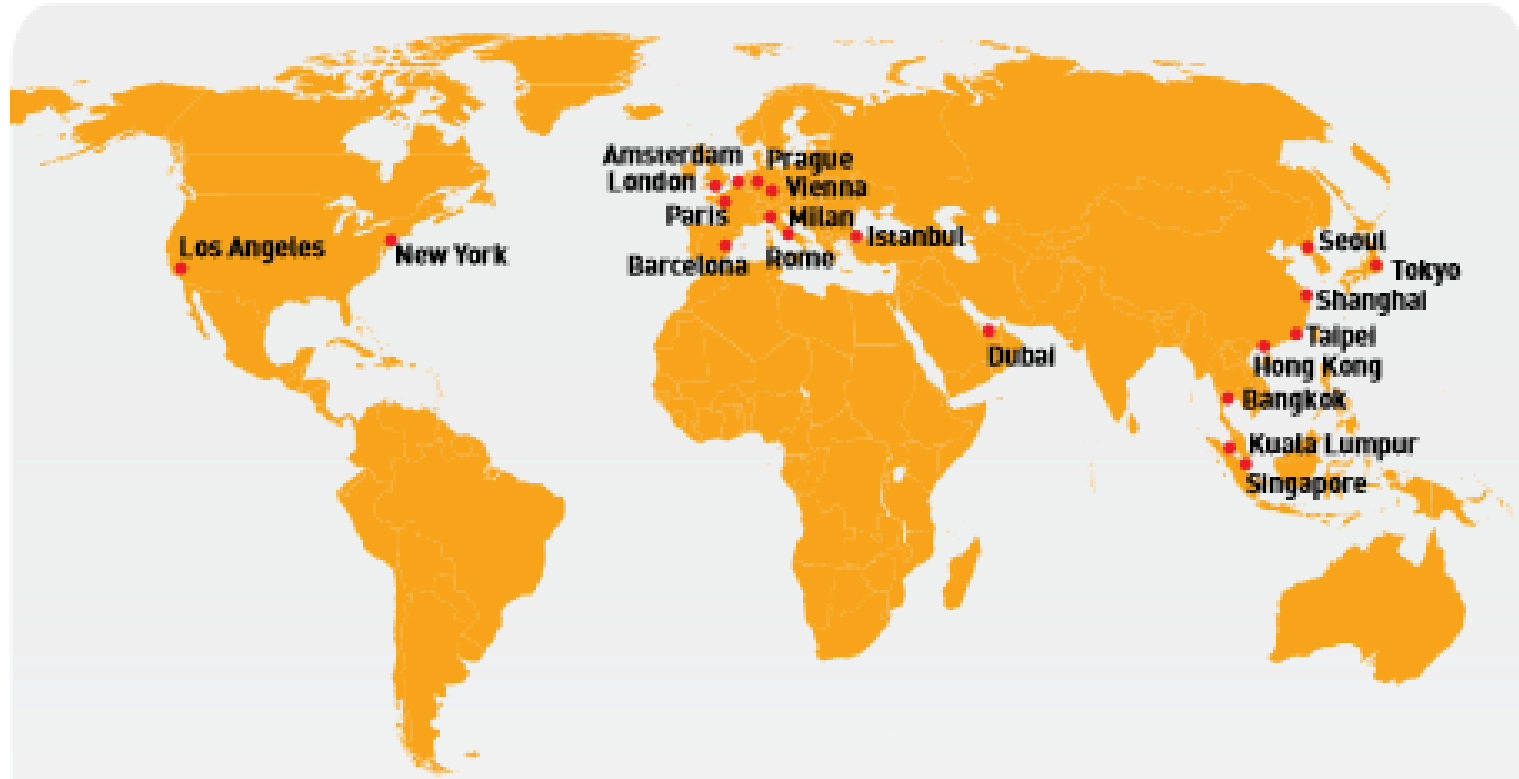 Amsterdam
Prague
London
Vienna
Paris
Milan
Istanbul
Barcelona
Rome
Los Angeles
New York
Seoul
Tokyo
Shanghai
Taipei
Dubai
Hong Kong
Bangkok
Kuala Lumpur
Singapore